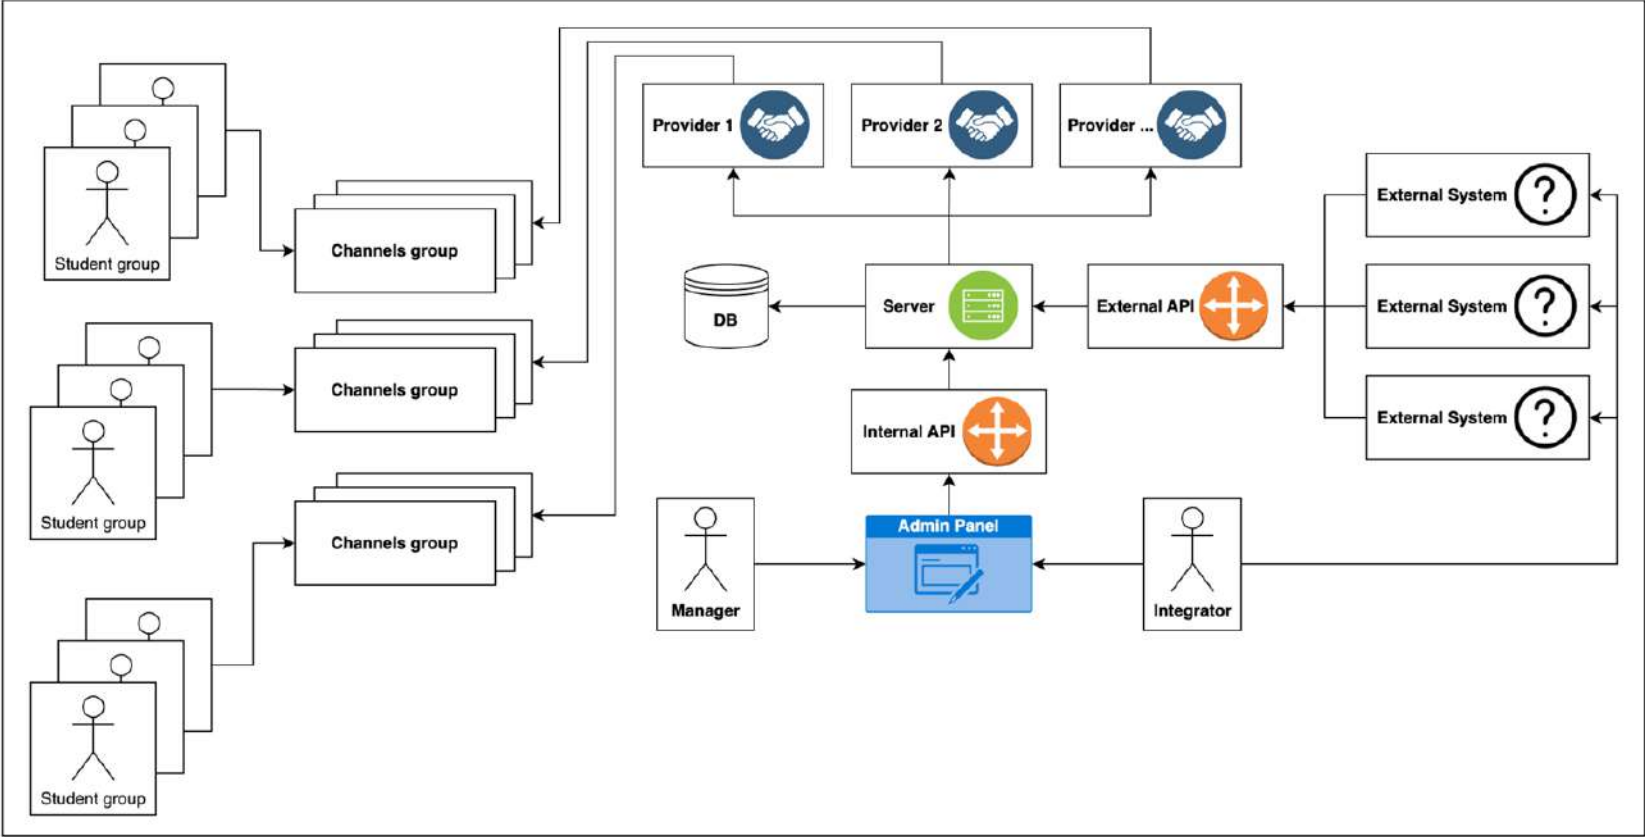 Student group
Student group
Student group
Channels group
Channels group
Channels group
Provider 1
Provider 2
Provider ...
DB
Server
External API
Internal API
Admin Panel
Manager
Integrator
External System
?
External System
?
External System
?